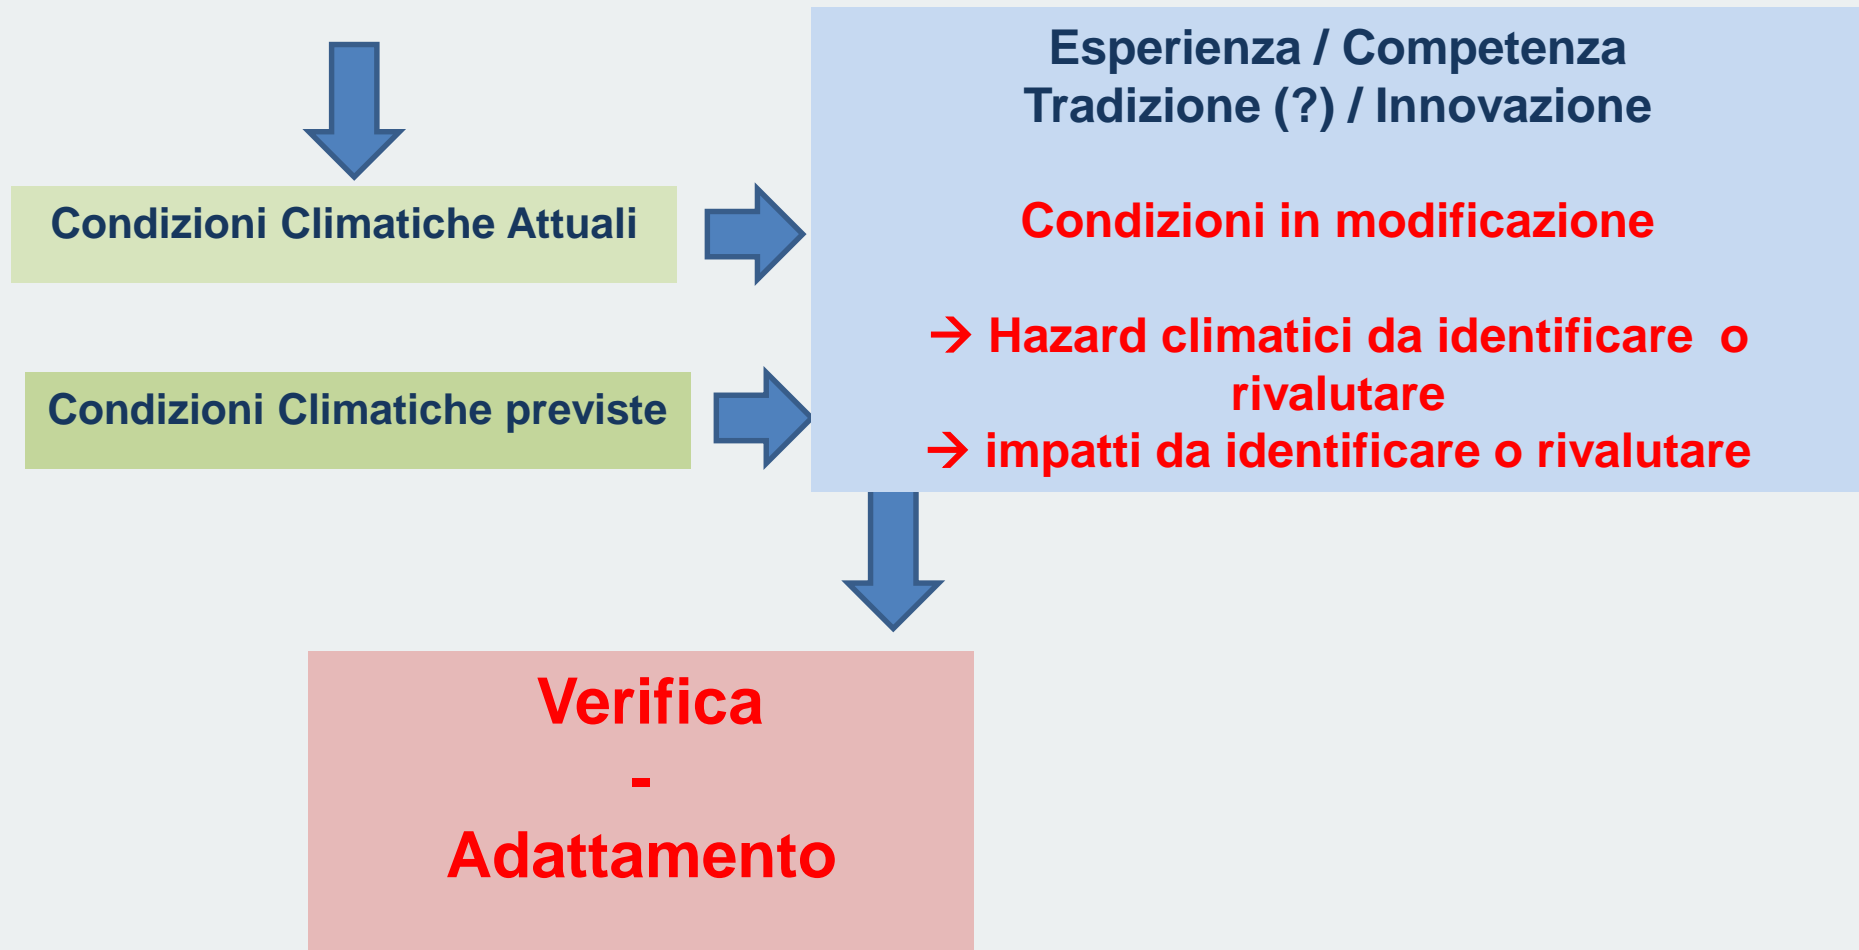 Esperienza / Competenza
Tradizione (?) / Innovazione
Condizioni Climatiche Attuali
Condizioni in modificazione
→ Hazard climatici da identificare o
rivalutare
Condizioni Climatiche previste
→ impatti da identificare o rivalutare
Verifica
-
Adattamento